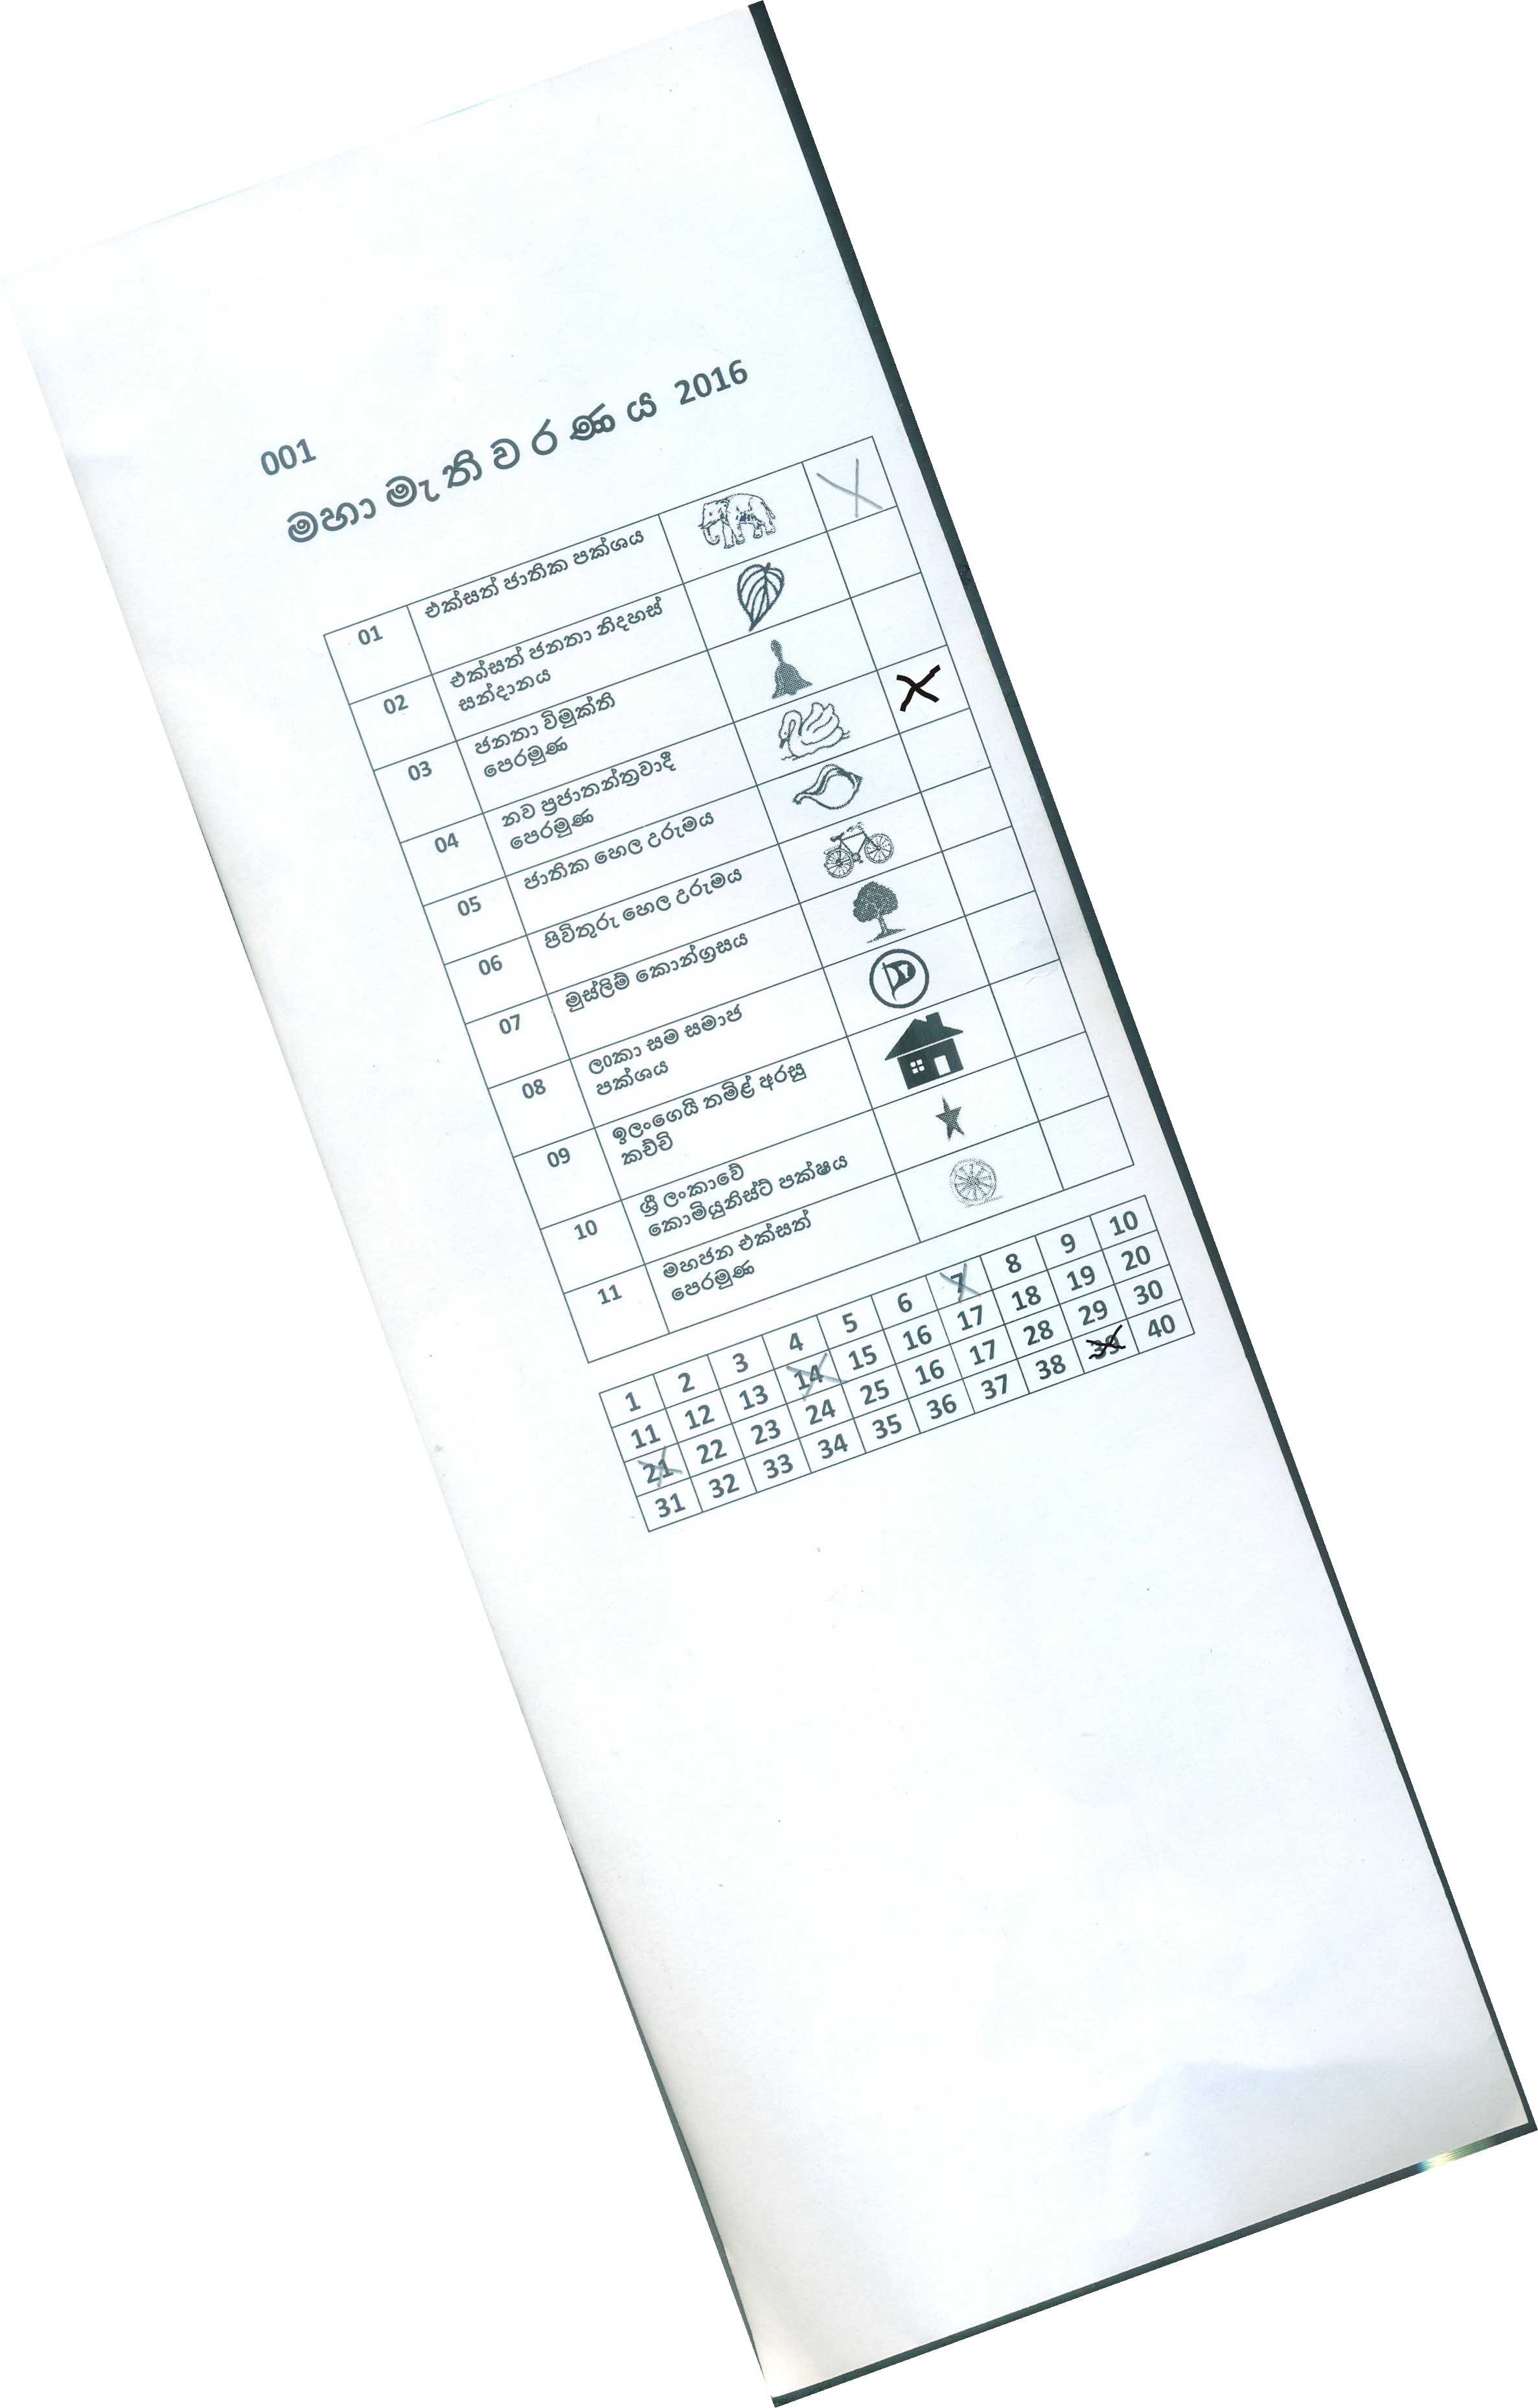 001
මහා මැතිවරණය 2016
01 එක්සත් ජාතික පක්ශය
02 එක්සත් ජනතා නිදහස්
සන්දානය
03 ජනතා විමුක්ති
පෙරමුණ
04 නව ප්‍රජාතන්ත්‍රවාදී
පෙරමුණ
05 ජාතික හෙල උරුමය
06 පිවිතුරු හෙල උරුමය
07 මුස්ලිම් කොන්ග්‍රසය
08 ල0කා සම සමාජ
පක්ශය
09 ඉලංගෙයි තමිළ් අරසු
කච්චි
10 ශ්‍රී ලංකාවේ
කොමියුනිස්ට් පක්ෂය
11 මහජන එක්සත්
පෙරමුණ
1 2 3 4 5 6 7 8 9 10
11 12 13 14 15 16 17 18 19 20
21 22 23 24 25 16 17 28 29 30
31 32 33 34 35 36 37 38 39 40